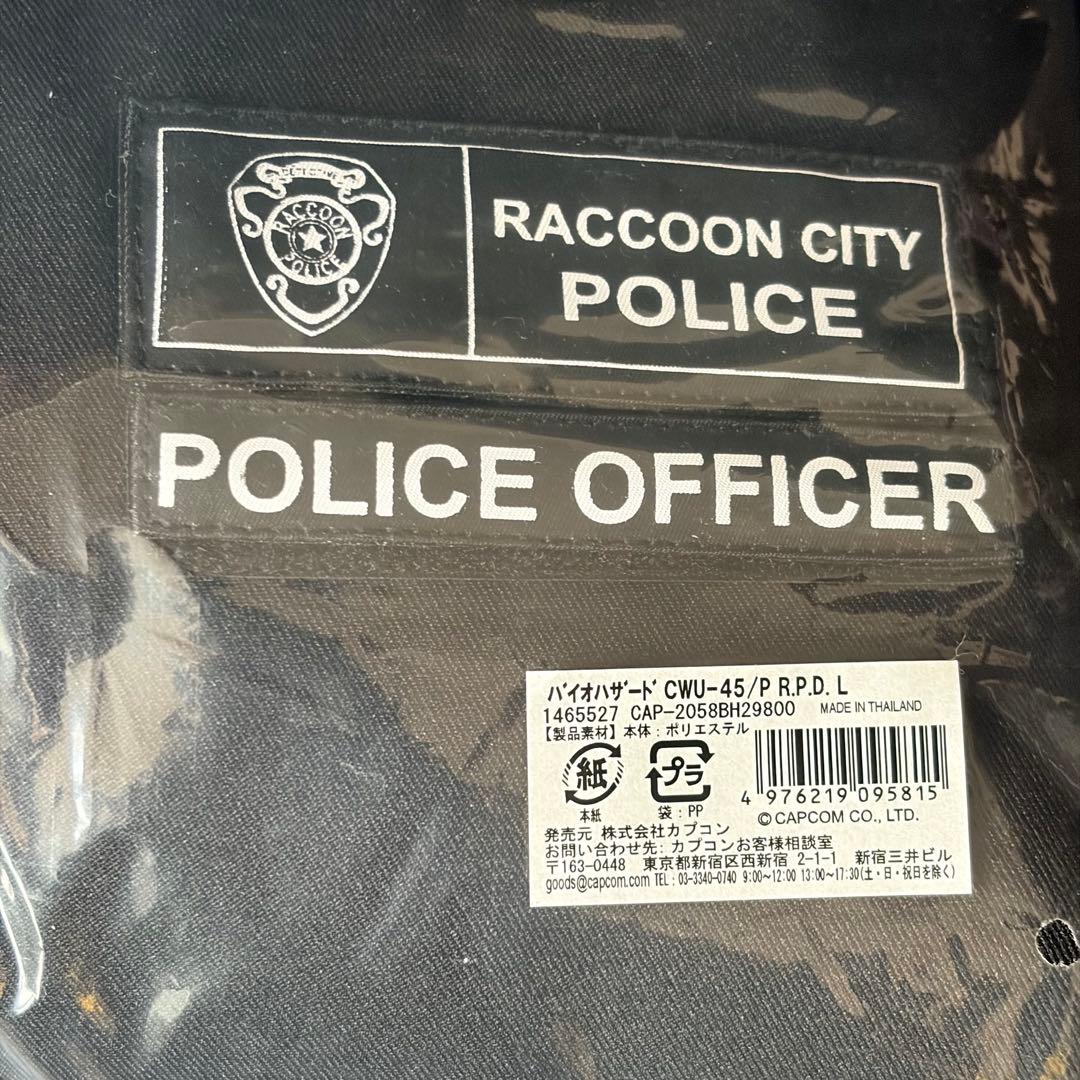 DETECTIVE
RACCOON
POLICE
RACCOON CITY
POLICE
POLICE OFFICER
ﾊﾞｲｵﾊｻﾞｰﾄﾞ CWU-45/P R.P.D. L
1465527 CAP-2058BH29800 MADE IN THAILAND
【製品素材】本体：ポリエステル
紙
本紙
プラ
袋：PP
4 976219 095815
© CAPCOM CO., LTD.
発売元 株式会社カプコン
お問い合わせ先: カプコンお客様相談室
〒163-0448 東京都新宿区西新宿 2-1-1 新宿三井ビル
goods@capcom.com TEL：03-3340-0740 9:00~12:00 13:00~17:30(土・日・祝日を除く)